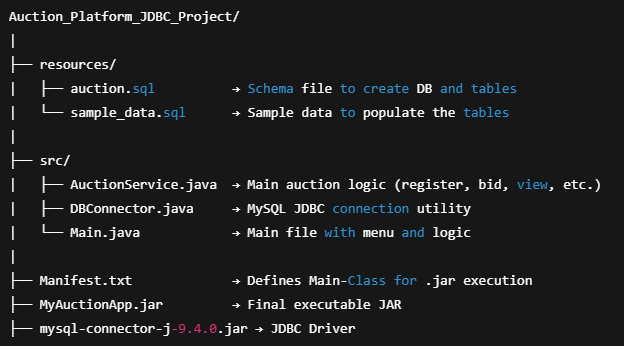 Auction_Platform_JDBC_Project/
│
├── resources/
│   ├── auction.sql          → Schema file to create DB and tables
│   └── sample_data.sql      → Sample data to populate the tables
│
├── src/
│   ├── AuctionService.java  → Main auction logic (register, bid, view, etc.)
│   ├── DBConnector.java     → MySQL JDBC connection utility
│   └── Main.java            → Main file with menu and logic
│
├── Manifest.txt             → Defines Main-Class for .jar execution
├── MyAuctionApp.jar         → Final executable JAR
├── mysql-connector-j-9.4.0.jar → JDBC Driver